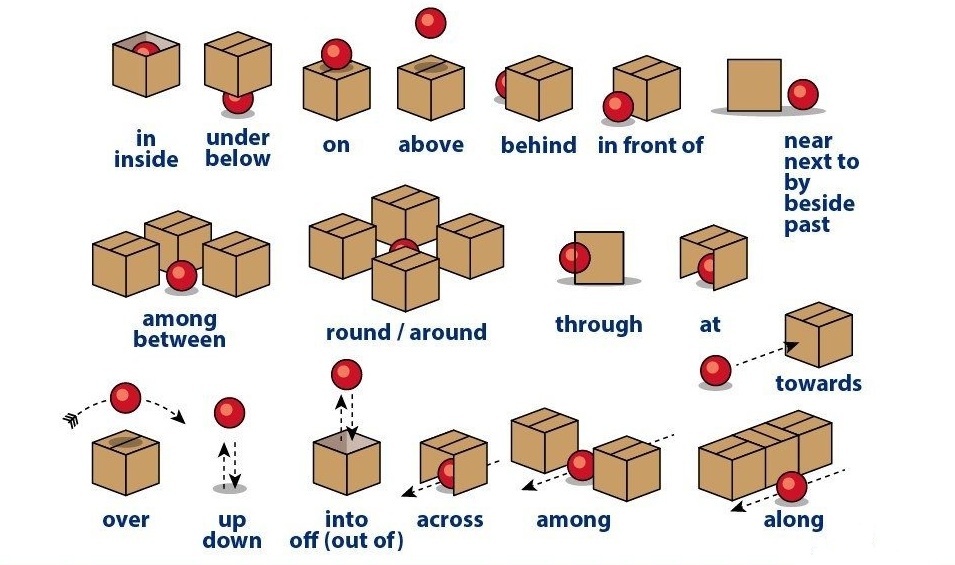 in
inside
under
below
on
above
behind
in front of
near
next to
by
beside
past
among
between
round / around
through
at
towards
over
up
down
into
off (out of)
across
among
along